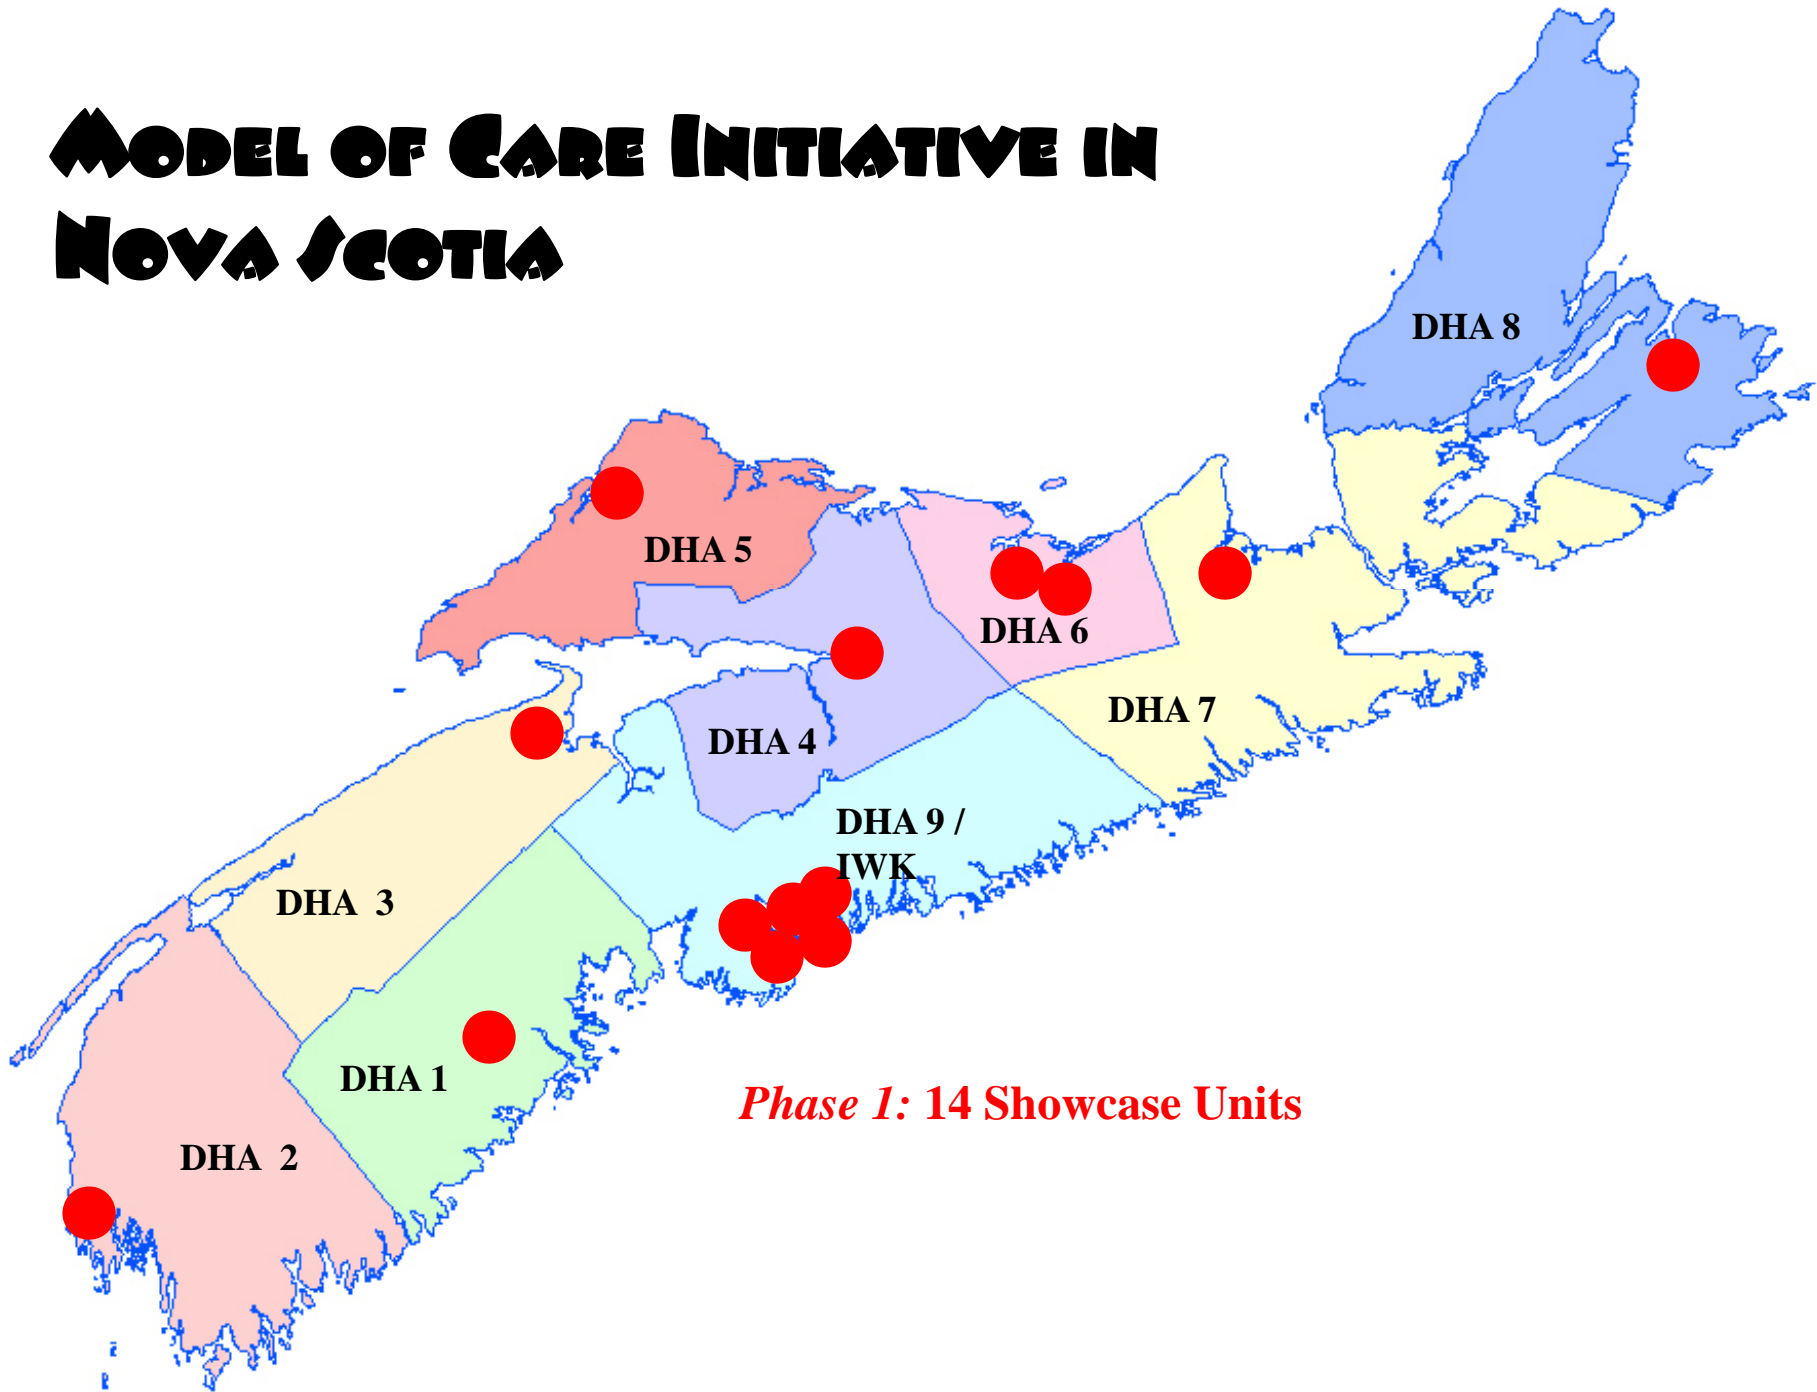 Model of Care Initiative in
Nova Scotia
DHA 8
DHA 5
DHA 6
DHA 7
DHA 4
DHA 9 /
IWK
DHA 3
DHA 1
Phase 1: 14 Showcase Units
DHA 2